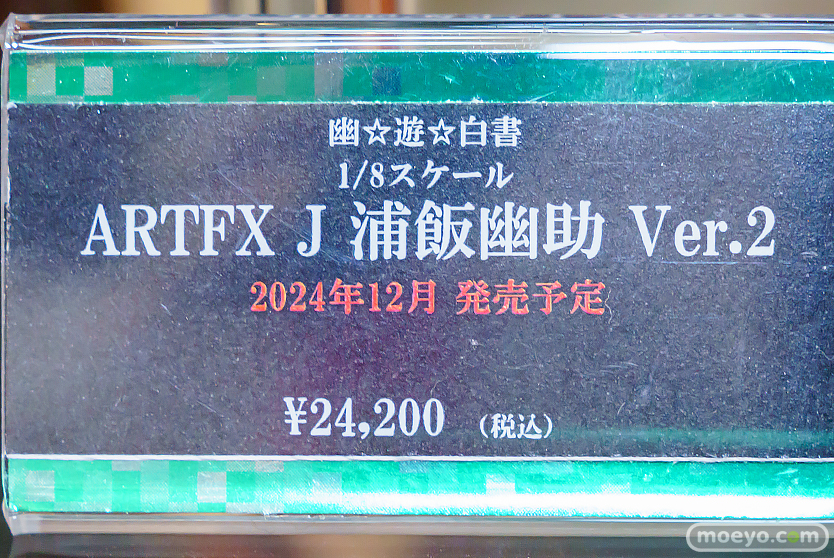 幽☆遊☆白書
1/8スケール
ARTFX J 浦飯幽助 Ver.2
2024年12月 発売予定
¥24,200 (税込)
moeyo.com